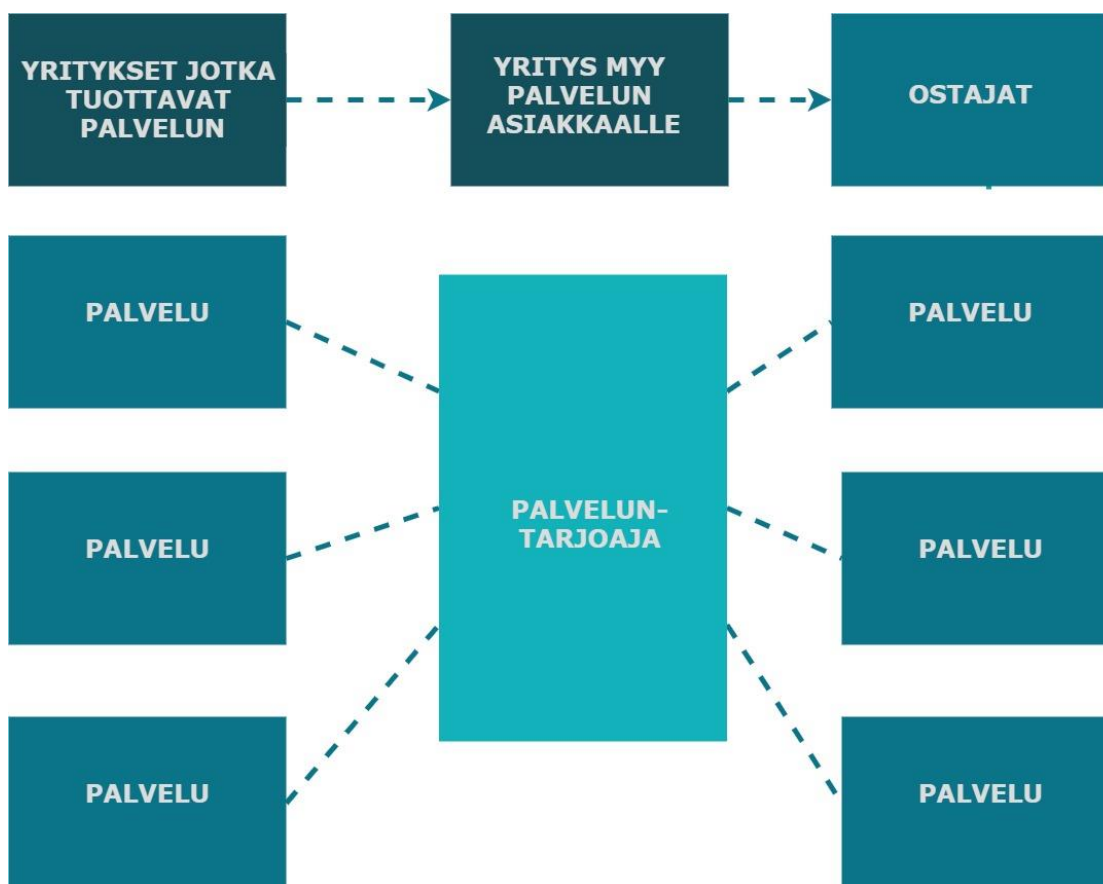 YRITYKSET JOTKA
TUOTTAVAT
PALVELUN
YRITYS MYY
PALVELUN
ASIAKKAALLE
OSTAJAT
PALVELU
PALVELU
PALVELUN-
TARJOAJA
PALVELU
PALVELU
PALVELU
PALVELU